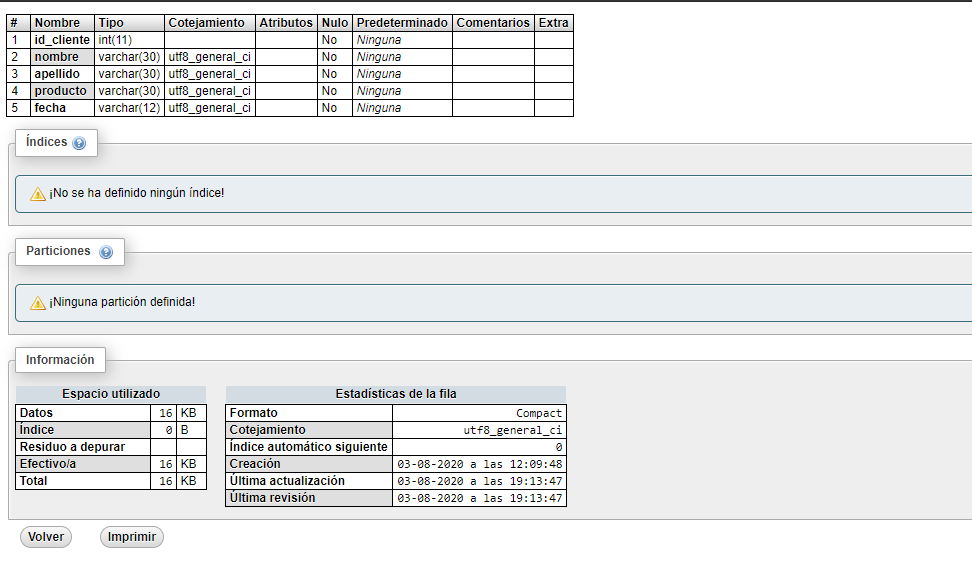 # Nombre Tipo Cotejamiento Atributos Nulo Predeterminado Comentarios Extra
1 id_cliente int(11) No Ninguna
2 nombre varchar(30) utf8_general_ci No Ninguna
3 apellido varchar(30) utf8_general_ci No Ninguna
4 producto varchar(30) utf8_general_ci No Ninguna
5 fecha varchar(12) utf8_general_ci No Ninguna
Índices
¡No se ha definido ningún índice!
Particiones
¡Ninguna partición definida!
Información
Espacio utilizado
Datos 16 KB
Índice 0 B
Residuo a depurar
Efectivo/a 16 KB
Total 16 KB
Estadísticas de la fila
Formato Compact
Cotejamiento utf8_general_ci
Índice automático siguiente 0
Creación 03-08-2020 a las 12:09:48
Última actualización 03-08-2020 a las 19:13:47
Última revisión 03-08-2020 a las 19:13:47
Volver Imprimir